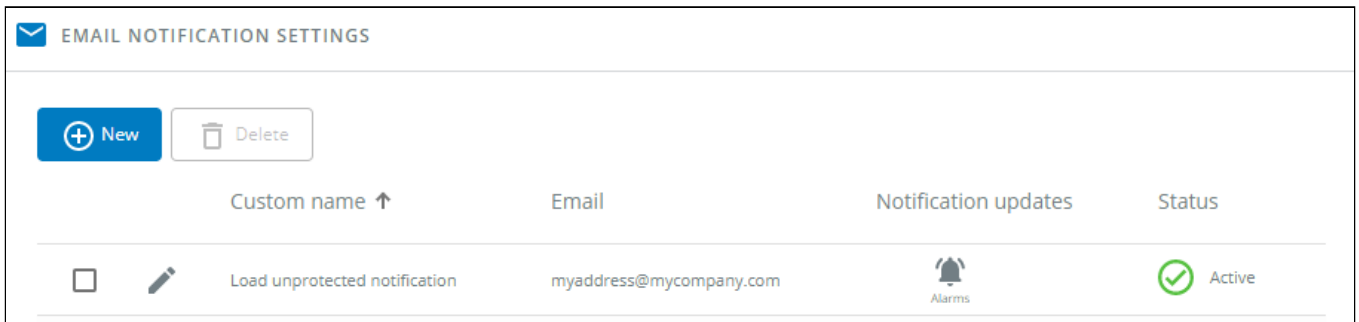 EMAIL NOTIFICATION SETTINGS
New Delete
Custom name Email Notification updates Status
Load unprotected notification myaddress@mycompany.com Alarms Active